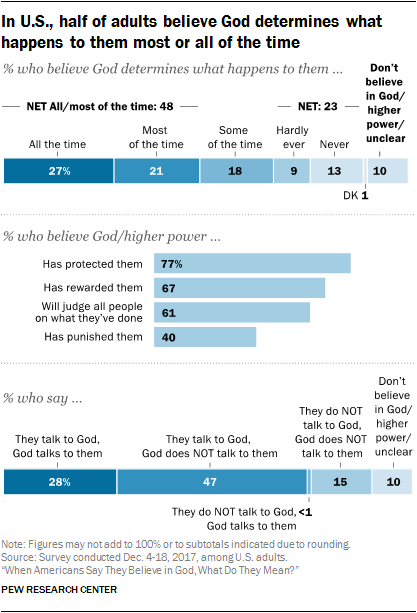 In U.S., half of adults believe God determines what
happens to them most or all of the time
% who believe God determines what happens to them ...
NET All/most of the time: 48
NET: 23
Don't
believe
in God/
higher
power/
unclear
All the time
Most
of the time
Some
of the time
Hardly
ever
Never
27%
21
18
9
13
10
DK 1
% who believe God/higher power ...
Has protected them
77%
Has rewarded them
67
Will judge all people
on what they've done
61
Has punished them
40
% who say ...
They talk to God,
God talks to them
They talk to God,
God does NOT talk to them
They do NOT
talk to God,
God does NOT
talk to them
Don't
believe
in God/
higher
power/
unclear
28%
47
15
10
They do NOT talk to God, <1
God talks to them
Note: Figures may not add to 100% or to subtotals indicated due to rounding.
Source: Survey conducted Dec. 4-18, 2017, among U.S. adults.
"When Americans Say They Believe in God, What Do They Mean?"
PEW RESEARCH CENTER